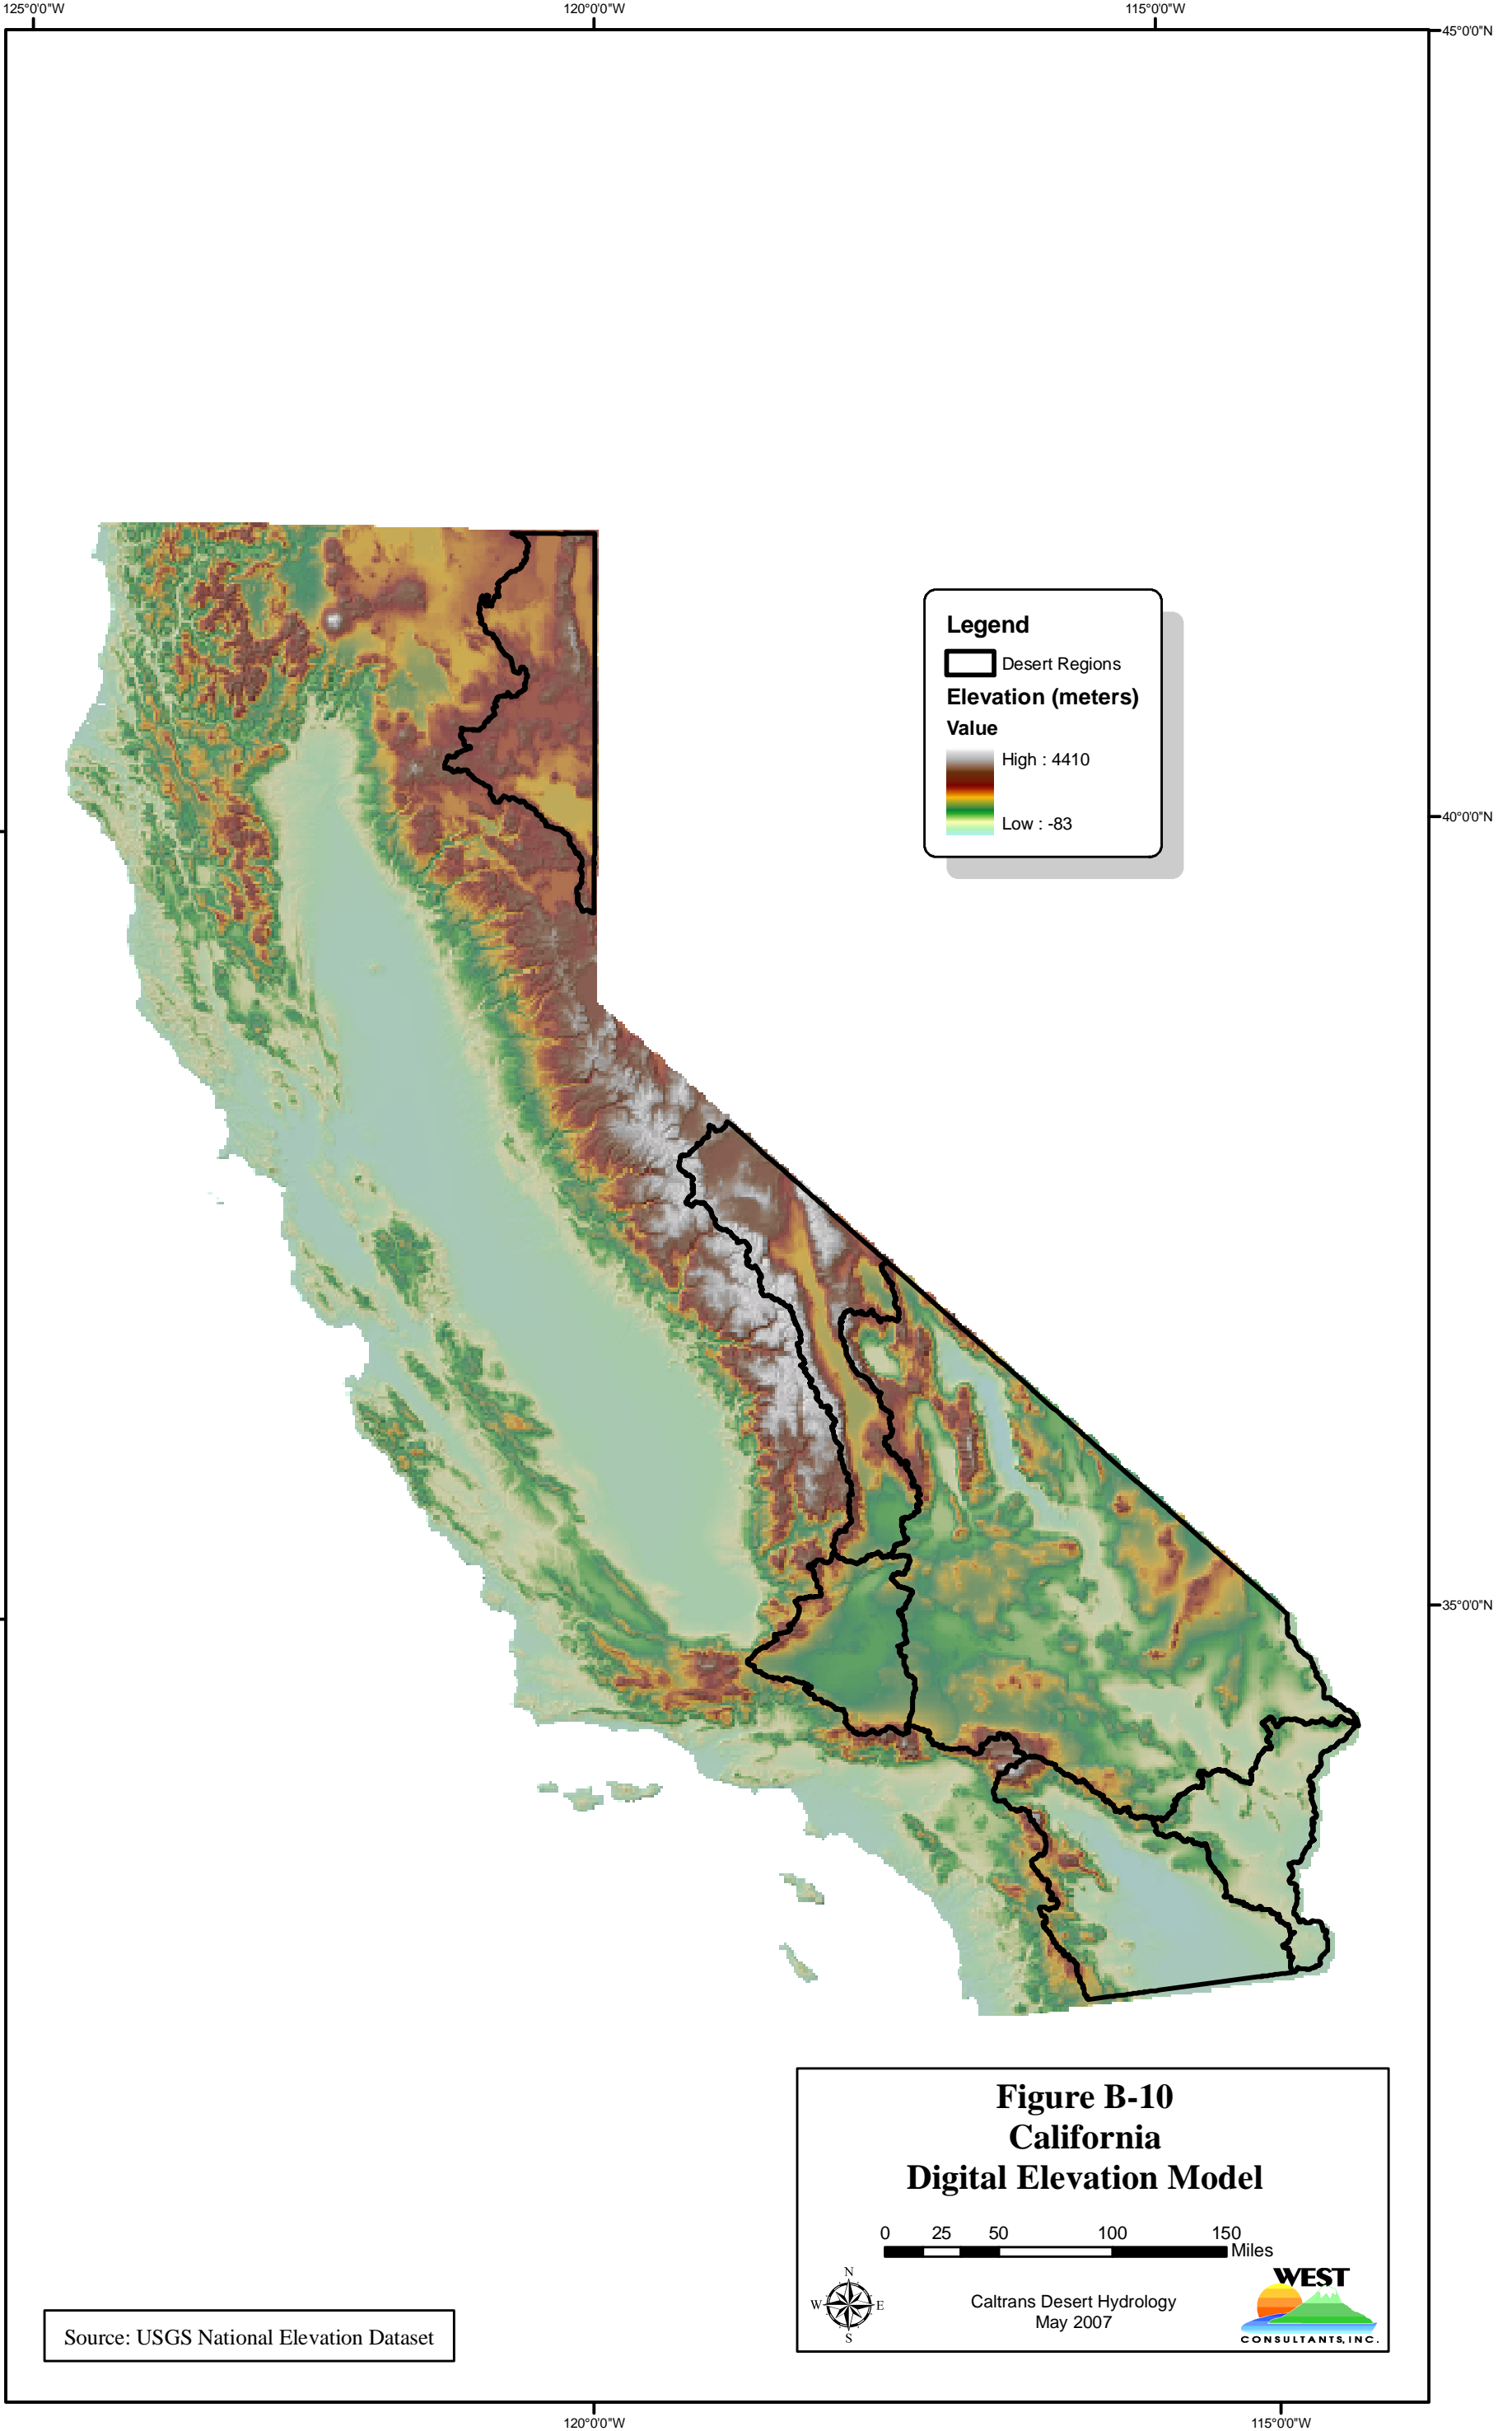 125°0'0"W
120°0'0"W
115°0'0"W
45°0'0"N
Legend
Desert Regions
Elevation (meters)
Value
High : 4410
Low : -83
40°0'0"N
35°0'0"N
Figure B-10
California
Digital Elevation Model
0 25 50 100 150
Miles
N
W E
S
Caltrans Desert Hydrology
May 2007
WEST
CONSULTANTS, INC.
Source: USGS National Elevation Dataset
120°0'0"W
115°0'0"W